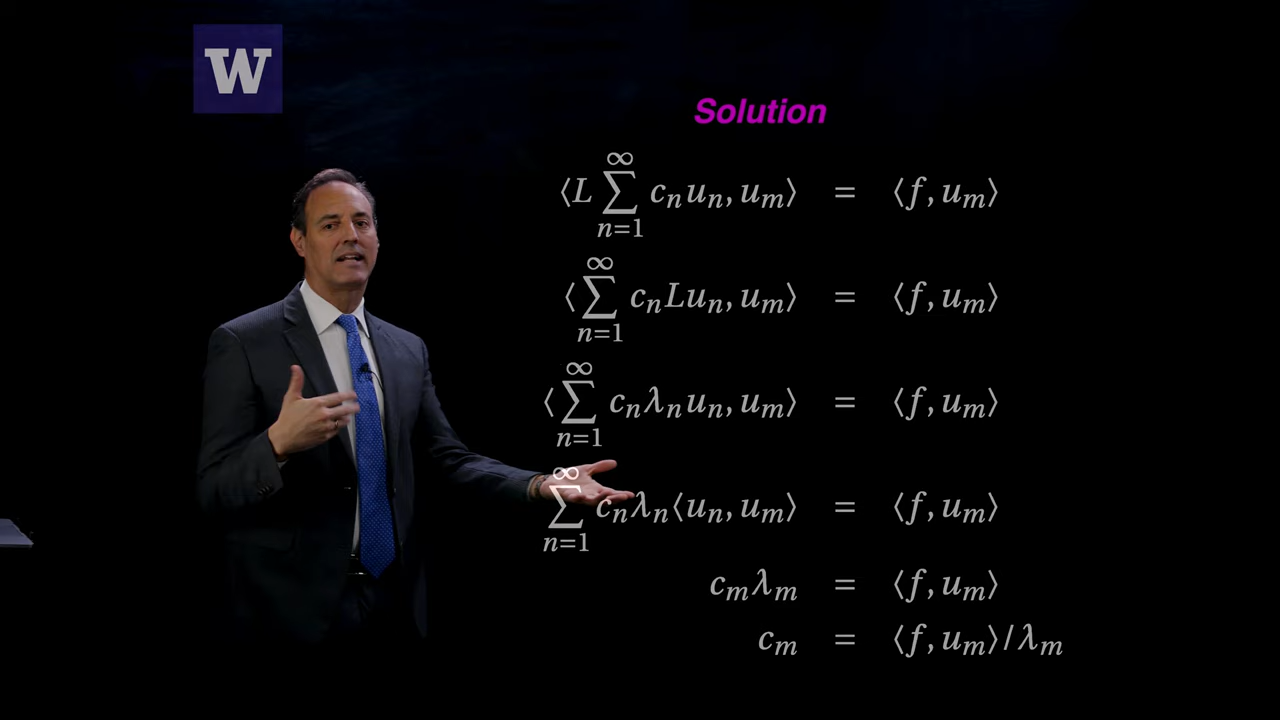 W
Solution
⟨L ∑_{n=1}^{∞} c_n u_n, u_m⟩ = ⟨f, u_m⟩
⟨∑_{n=1}^{∞} c_n L u_n, u_m⟩ = ⟨f, u_m⟩
⟨∑_{n=1}^{∞} c_n λ_n u_n, u_m⟩ = ⟨f, u_m⟩
∑_{n=1}^{∞} c_n λ_n ⟨u_n, u_m⟩ = ⟨f, u_m⟩
c_m λ_m = ⟨f, u_m⟩
c_m = ⟨f, u_m⟩/λ_m